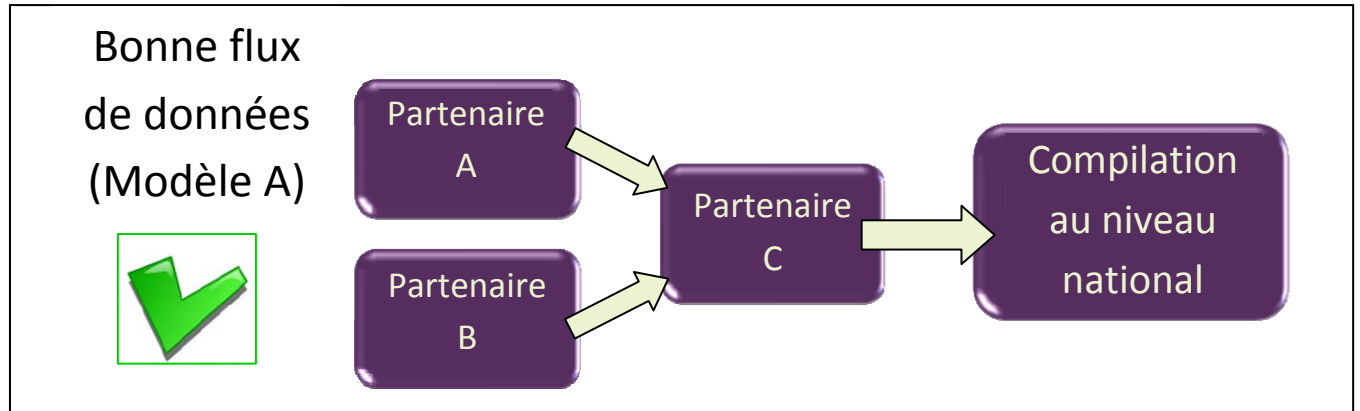 Bonne flux
de données
(Modèle A)
Partenaire
A
Partenaire
B
Partenaire
C
Compilation
au niveau
national